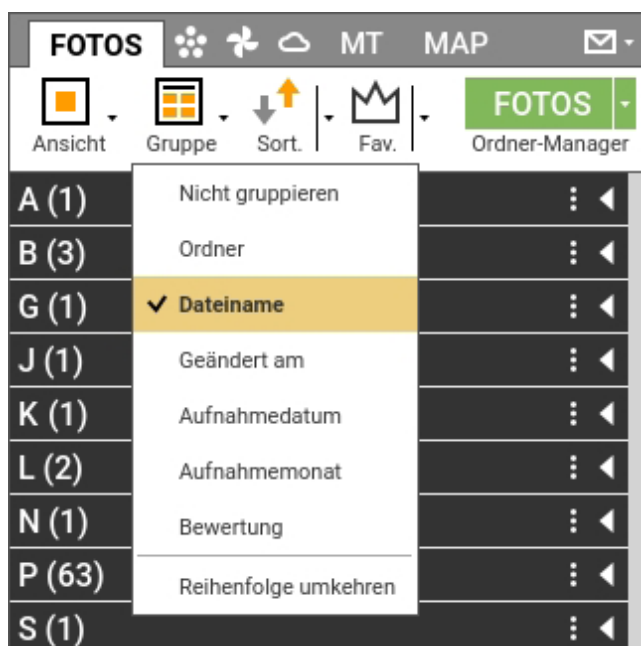 FOTOS MT MAP
FOTOS
Ansicht Gruppe Sort. Fav. Ordner-Manager
A (1)
B (3)
G (1)
J (1)
K (1)
L (2)
N (1)
P (63)
S (1)
Nicht gruppieren
Ordner
Dateiname
Geändert am
Aufnahmedatum
Aufnahmemonat
Bewertung
Reihenfolge umkehren